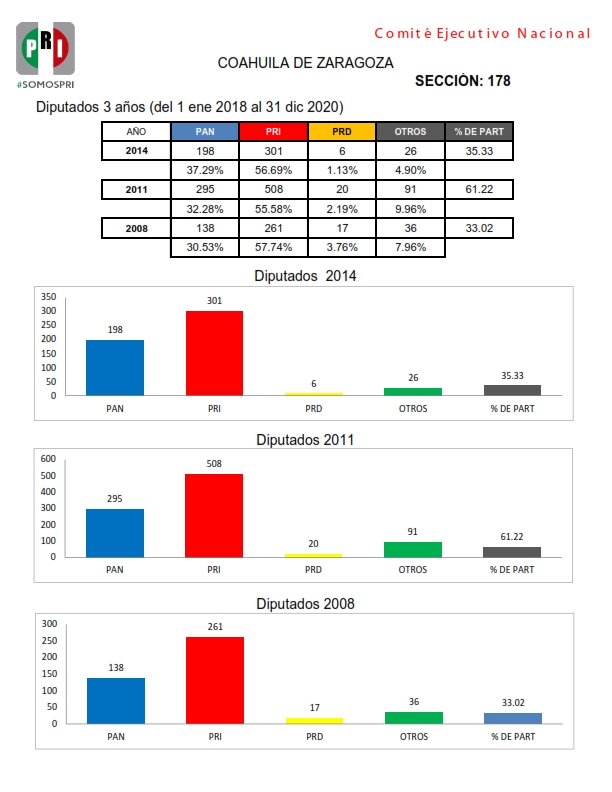 Comité Ejecutivo Nacional
PRI
#SOMOSPRI
COAHUILA DE ZARAGOZA
SECCIÓN: 178
Diputados 3 años (del 1 ene 2018 al 31 dic 2020)
AÑO PAN PRI PRD OTROS % DE PART
2014 198 301 6 26 35.33
37.29% 56.69% 1.13% 4.90%
2011 295 508 20 91 61.22
32.28% 55.58% 2.19% 9.96%
2008 138 261 17 36 33.02
30.53% 57.74% 3.76% 7.96%
Diputados 2014
350
300
250
200
150
100
50
0
198
301
6
26
35.33
PAN PRI PRD OTROS % DE PART
Diputados 2011
600
500
400
300
200
100
0
295
508
20
91
61.22
PAN PRI PRD OTROS % DE PART
Diputados 2008
300
250
200
150
100
50
0
138
261
17
36
33.02
PAN PRI PRD OTROS % DE PART